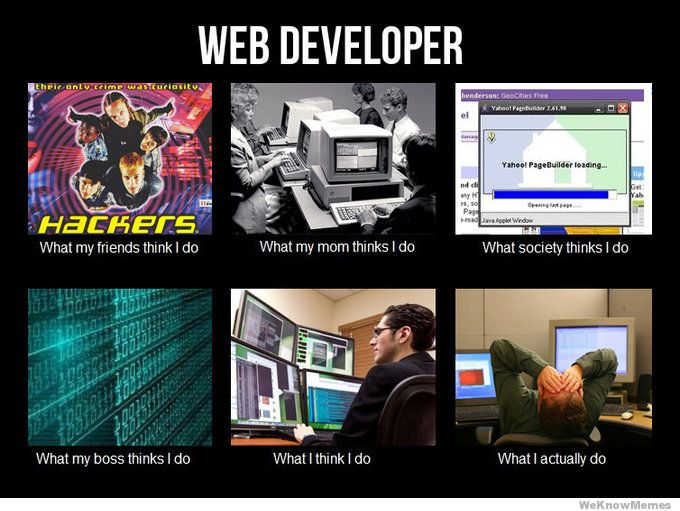 WEB DEVELOPER
their only crime was curiosity
HACKERS
What my friends think I do
What my mom thinks I do
henderson: GeoCities Free
Yahoo! PageBuilder 2.61.90
Yahoo! PageBuilder loading...
Opening last page.....
Java Applet Window
What society thinks I do
What my boss thinks I do
What I think I do
What I actually do
WeKnowMemes